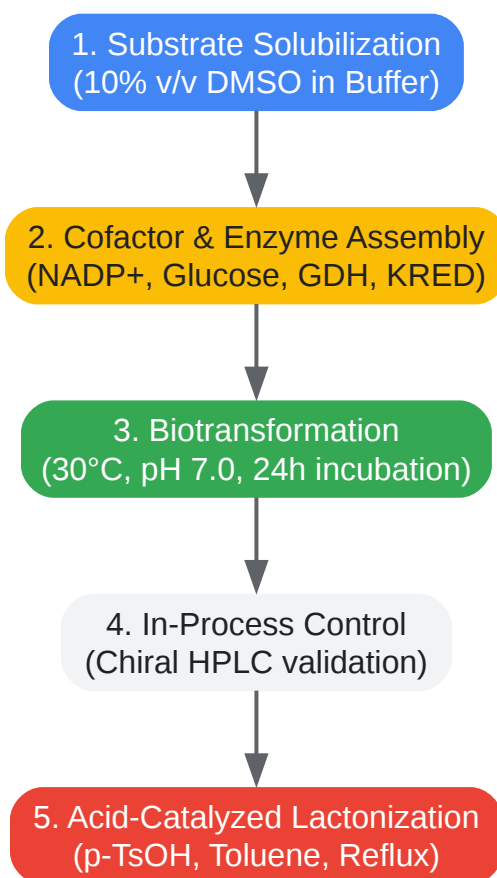 1. Substrate Solubilization
(10% v/v DMSO in Buffer)
2. Cofactor & Enzyme Assembly
(NADP+, Glucose, GDH, KRED)
3. Biotransformation
(30°C, pH 7.0, 24h incubation)
4. In-Process Control
(Chiral HPLC validation)
5. Acid-Catalyzed Lactonization
(p-TsOH, Toluene, Reflux)